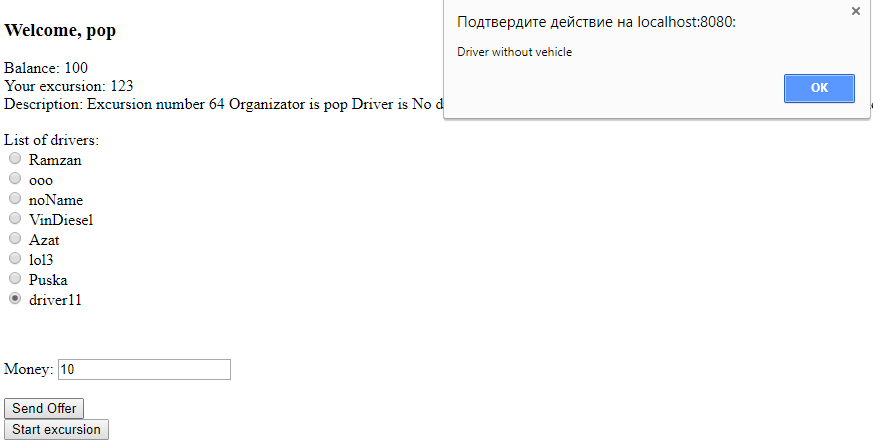 Welcome, pop
Balance: 100
Your excursion: 123
Description: Excursion number 64 Organizator is pop Driver is No
List of drivers:
Ramzan
ooo
noName
VinDiesel
Azat
lol3
Puska
driver11
Money: 10
Send Offer
Start excursion
Подтвердите действие на localhost:8080:
Driver without vehicle
OK